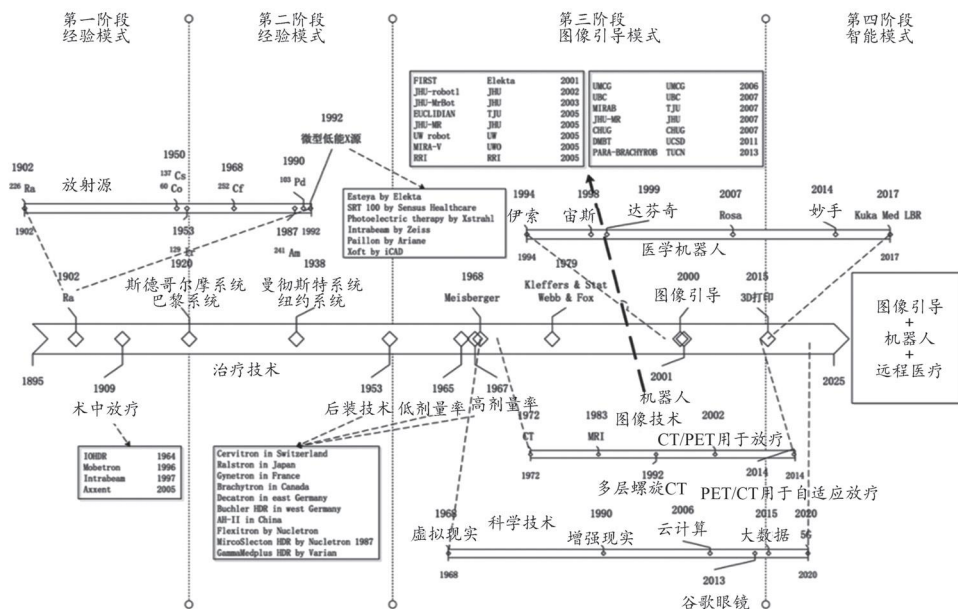 第一阶段
经验模式
第二阶段
经验模式
第三阶段
图像引导模式
第四阶段
智能模式
FIRST Elekta 2001
JHU-robot1 JHU 2002
JHU-MrBot JHU 2003
EUCLIDIAN TJU 2005
JHU-MR JHU 2005
UW robot UW 2005
MIRA-V UWO 2005
RRI RRI 2005
UMCG UMCG 2006
UBC UBC 2007
MIRAB TJU 2007
JHU-MR JHU 2007
CHUG CHUG 2007
DMBT UCSD 2011
PARA-BRACHYROB TUCN 2013
1992
微型低能X源
1902
226 Ra
放射源
1950
137 Cs
60 Co
1968
252 Cf
1990
103 Pd
1902
1953
1987
1992
241 Am
Esteya by Elekta
SRT 100 by Sensus Healthcare
Photoelectric therapy by Xstrahl
Intrabeam by Zeiss
Paillon by Ariane
Xoft by iCAD
1994
伊索
1998
宙斯
1999
达芬奇
2007
Rosa
2014
妙手
2017
Kuka Med LBR
1994
医学机器人
2017
1902
Ra
1920
斯德哥尔摩系统
巴黎系统
1938
曼彻斯特系统
纽约系统
1968
Meisberger
1979
Kleffers & Stat
Webb & Fox
2000
图像引导
2015
3D打印
图像引导
+
机器人
+
远程医疗
1895
治疗技术
2025
1909
术中放疗
1953
后装技术
1965
低剂量率
1967
高剂量率
2001
机器人
IOHDR 1964
Mobetron 1996
Intrabeam 1997
Axxent 2005
Cervitron in Switzerland
Ralstron in Japan
Gynetron in France
Brachytron in Canada
Decatron in east Germany
Buchler HDR in west Germany
AH-II in China
Flexitron by Nucletron
MircoSlecton HDR by Nucletron 1987
GammaMedplus HDR by Varian
图像技术
1972
CT
1983
MRI
2002
CT/PET用于放疗
1972
1992
多层螺旋CT
2014
2014
PET/CT用于自适应放疗
1968
虚拟现实
科学技术
1990
增强现实
2006
云计算
2015
大数据
2020
5G
1968
2013
谷歌眼镜
2020